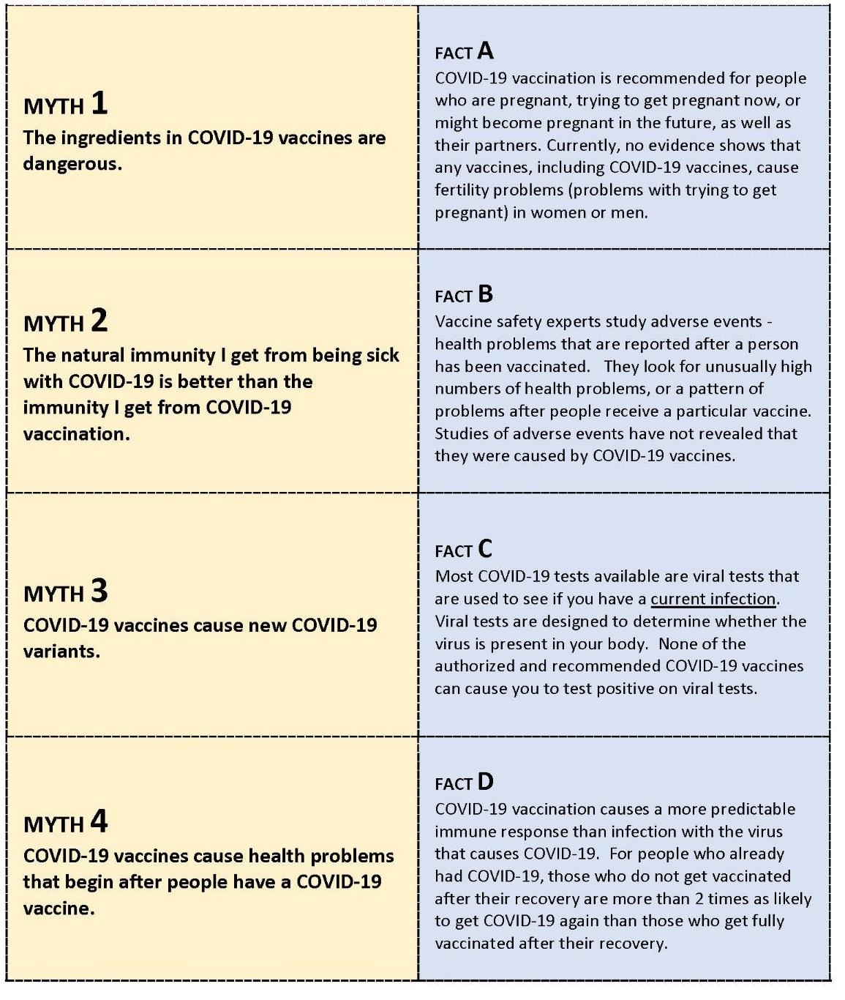 MYTH 1
The ingredients in COVID-19 vaccines are
dangerous.
FACT A
COVID-19 vaccination is recommended for people
who are pregnant, trying to get pregnant now, or
might become pregnant in the future, as well as
their partners. Currently, no evidence shows that
any vaccines, including COVID-19 vaccines, cause
fertility problems (problems with trying to get
pregnant) in women or men.
MYTH 2
The natural immunity I get from being sick
with COVID-19 is better than the
immunity I get from COVID-19
vaccination.
FACT B
Vaccine safety experts study adverse events -
health problems that are reported after a person
has been vaccinated.   They look for unusually high
numbers of health problems, or a pattern of
problems after people receive a particular vaccine.
Studies of adverse events have not revealed that
they were caused by COVID-19 vaccines.
MYTH 3
COVID-19 vaccines cause new COVID-19
variants.
FACT C
Most COVID-19 tests available are viral tests that
are used to see if you have a current infection.
Viral tests are designed to determine whether the
virus is present in your body.  None of the
authorized and recommended COVID-19 vaccines
can cause you to test positive on viral tests.
MYTH 4
COVID-19 vaccines cause health problems
that begin after people have a COVID-19
vaccine.
FACT D
COVID-19 vaccination causes a more predictable
immune response than infection with the virus
that causes COVID-19.  For people who already
had COVID-19, those who do not get vaccinated
after their recovery are more than 2 times as likely
to get COVID-19 again than those who get fully
vaccinated after their recovery.